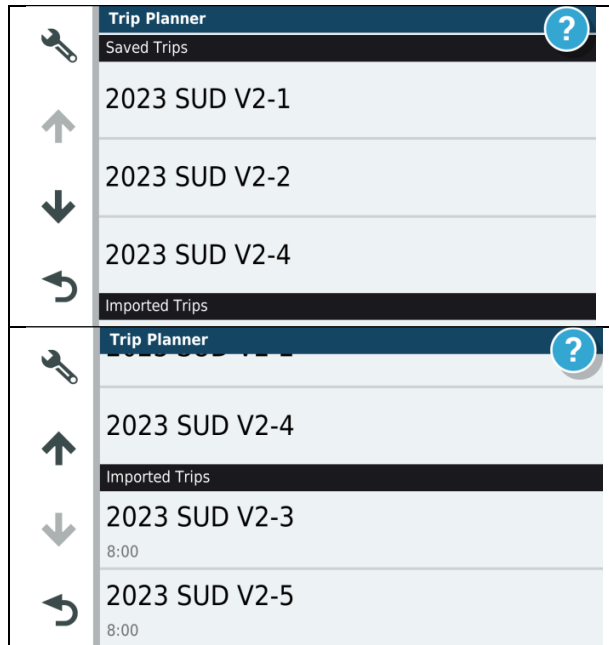 Trip Planner
?
Saved Trips
2023 SUD V2-1
2023 SUD V2-2
2023 SUD V2-4
Imported Trips
Trip Planner
?
2023 SUD V2-4
Imported Trips
2023 SUD V2-3
8:00
2023 SUD V2-5
8:00